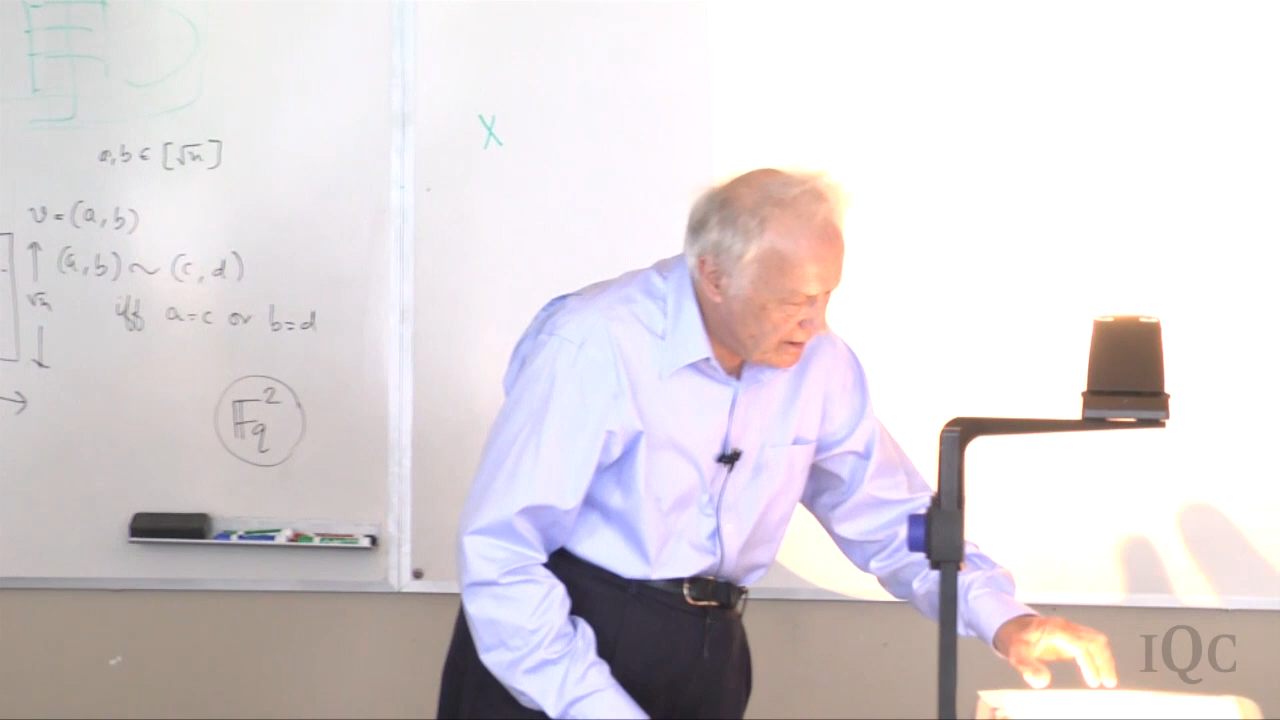 a,b ∈ [√n]
X
v = (a,b)
(a,b) ~ (c,d)
√n
iff a=c or b=d
𝔽q²
IQC